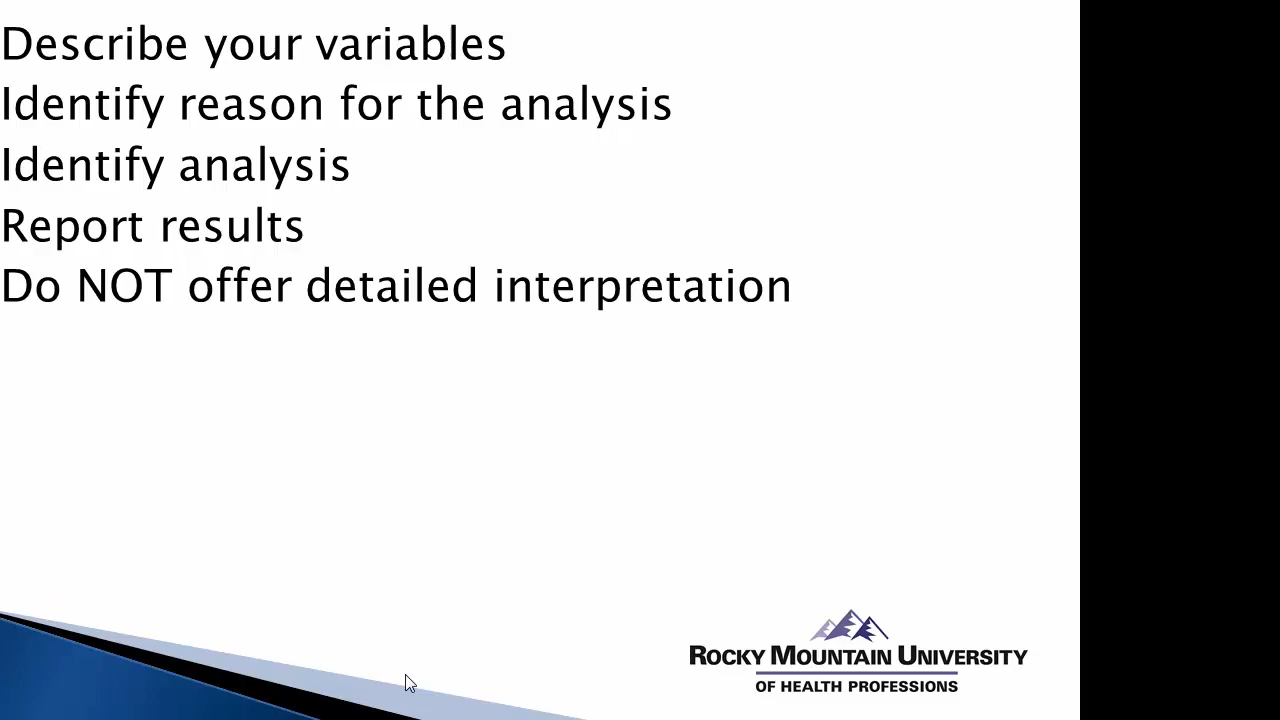 Describe your variables
Identify reason for the analysis
Identify analysis
Report results
Do NOT offer detailed interpretation
ROCKY MOUNTAIN UNIVERSITY
OF HEALTH PROFESSIONS